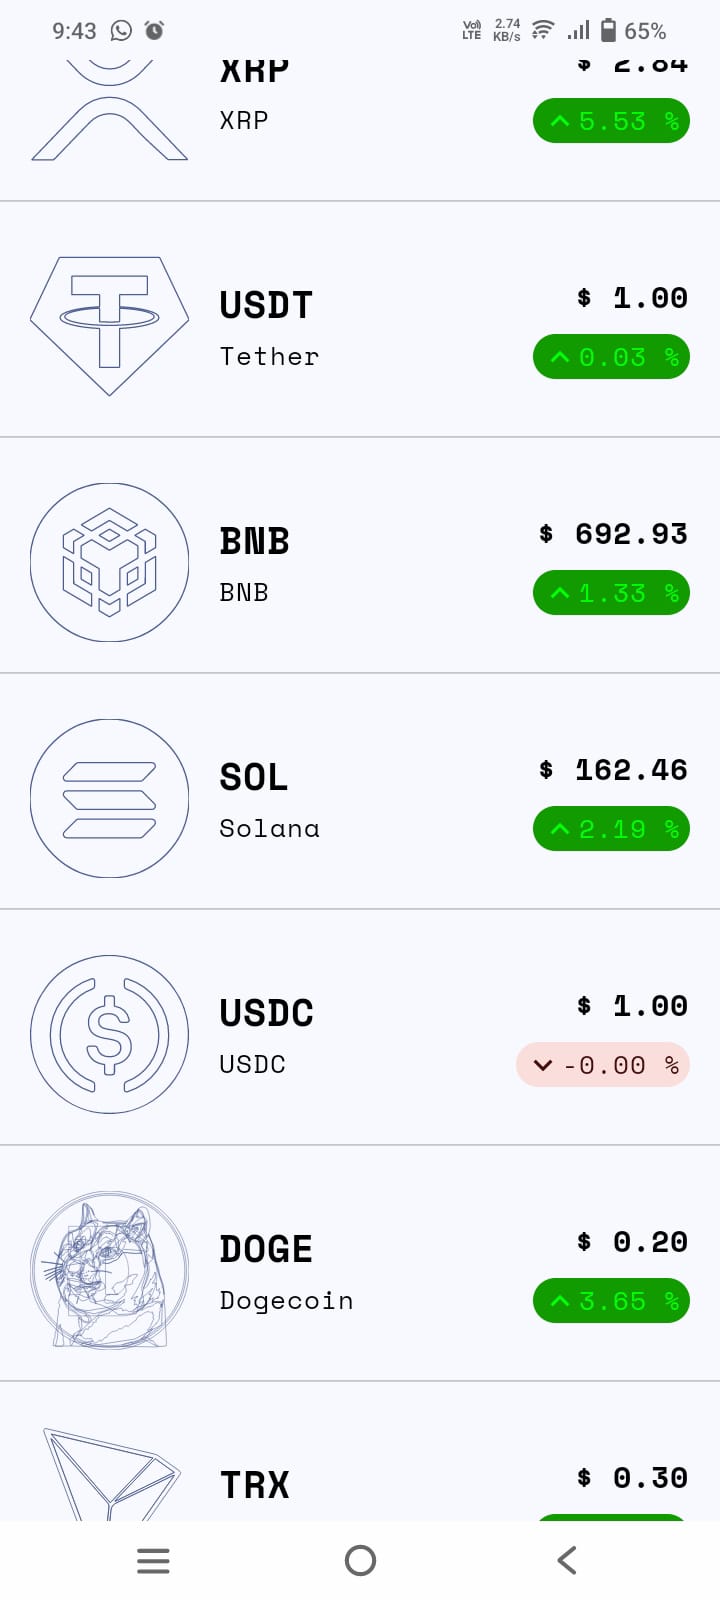 9:43 Vo) LTE 2.74 KB/s 65%
XRP $ 2.84
XRP 5.53 %
USDT $ 1.00
Tether 0.03 %
BNB $ 692.93
BNB 1.33 %
SOL $ 162.46
Solana 2.19 %
USDC $ 1.00
USDC -0.00 %
DOGE $ 0.20
Dogecoin 3.65 %
TRX $ 0.30